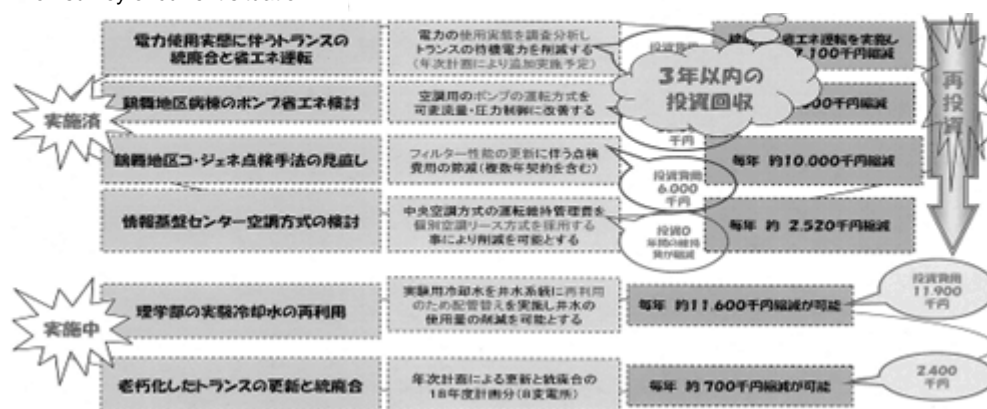 電力使用実態に伴うトランスの
統廃合と省エネ運転
電力の使用実態を調査分析し
トランスの待機電力を削減する
(年次計画により追加実施予定)
省エネ運転を実施し
7,100千円縮減
3年以内の
投資回収
再投資
実施済
鶴舞地区病棟のポンプ省エネ検討
空調用のポンプの運転方式を
可変流量・圧力制御に改善する
千円
千円縮減
鶴舞地区コ・ジェネ点検手法の見直し
フィルター性能の更新に伴う点検
費用の節減(複数年契約を含む)
投資費用
6,000
千円
毎年 約10,000千円縮減
情報基盤センター空調方式の検討
中央空調方式の運転維持管理費を
個別空調リース方式を採用する
事により削減を可能とする
投資0
年間の維持
費が縮減
毎年 約 2,520千円縮減
実施中
理学部の実験冷却水の再利用
実験用冷却水を井水系統に再利用
のため配管替えを実施し井水の
使用量の削減を可能とする
毎年 約11,600千円縮減が可能
投資費用
11,900
千円
老朽化したトランスの更新と統廃合
年次計画による更新と統廃合の
18年度計画分(8変電所)
毎年 約 700千円縮減が可能
2,400
千円